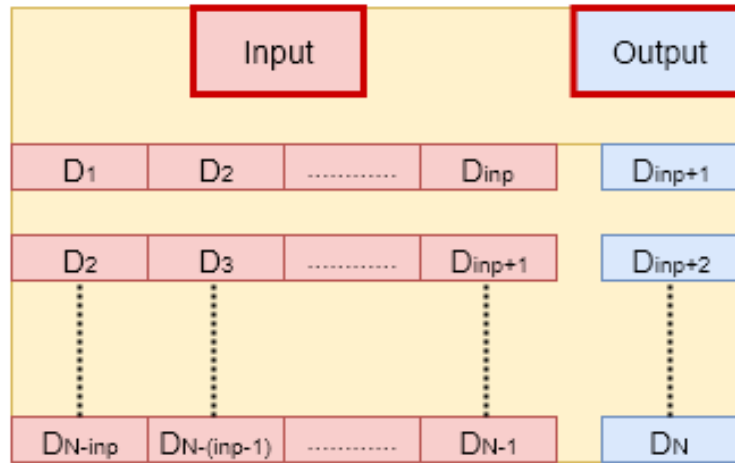 Input Output
D1 D2 ............ Dinp Dinp+1
D2 D3 ............ Dinp+1 Dinp+2
DN-inp DN-(inp-1) ............ DN-1 DN